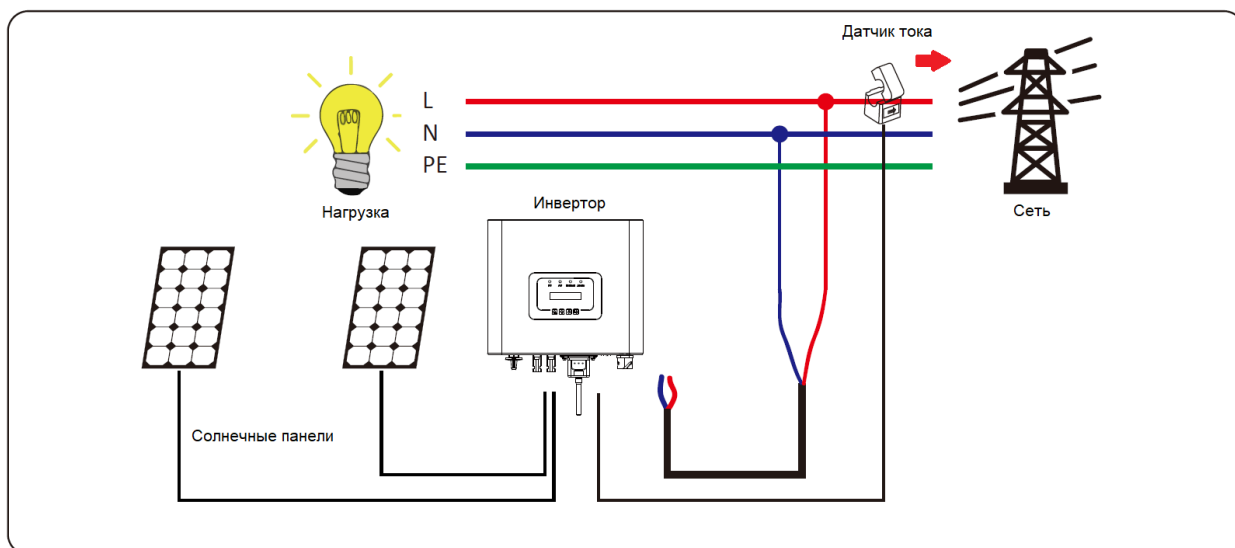 Датчик тока
L
N
PE
Нагрузка
Инвертор
Сеть
Солнечные панели